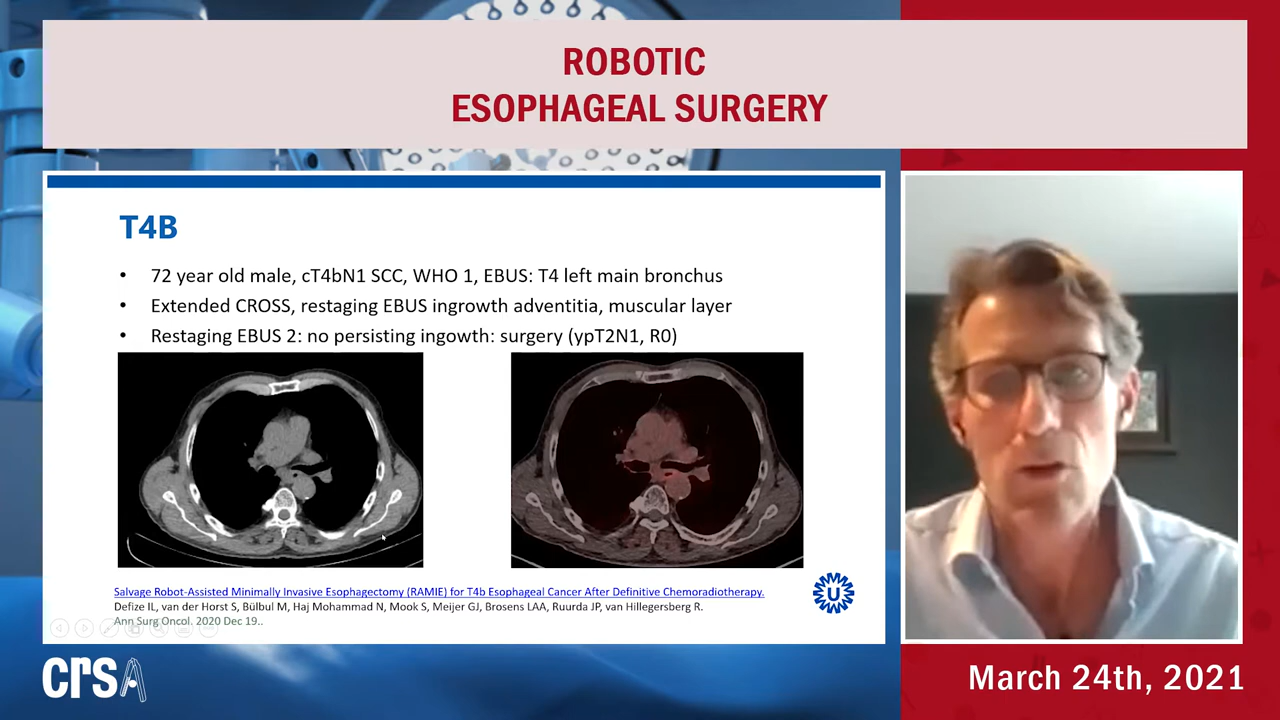 ROBOTIC
ESOPHAGEAL SURGERY
T4B
• 72 year old male, cT4bN1 SCC, WHO 1, EBUS: T4 left main bronchus
• Extended CROSS, restaging EBUS ingrowth adventitia, muscular layer
• Restaging EBUS 2: no persisting ingowth: surgery (ypT2N1, R0)
Salvage Robot-Assisted Minimally Invasive Esophagectomy (RAMIE) for T4b Esophageal Cancer After Definitive Chemoradiotherapy.
Defize IL, van der Horst S, Bülbul M, Haj Mohammad N, Mook S, Meijer GJ, Brosens LAA, Ruurda JP, van Hillegersberg R.
Ann Surg Oncol. 2020 Dec 19..
U
crsA
March 24th, 2021